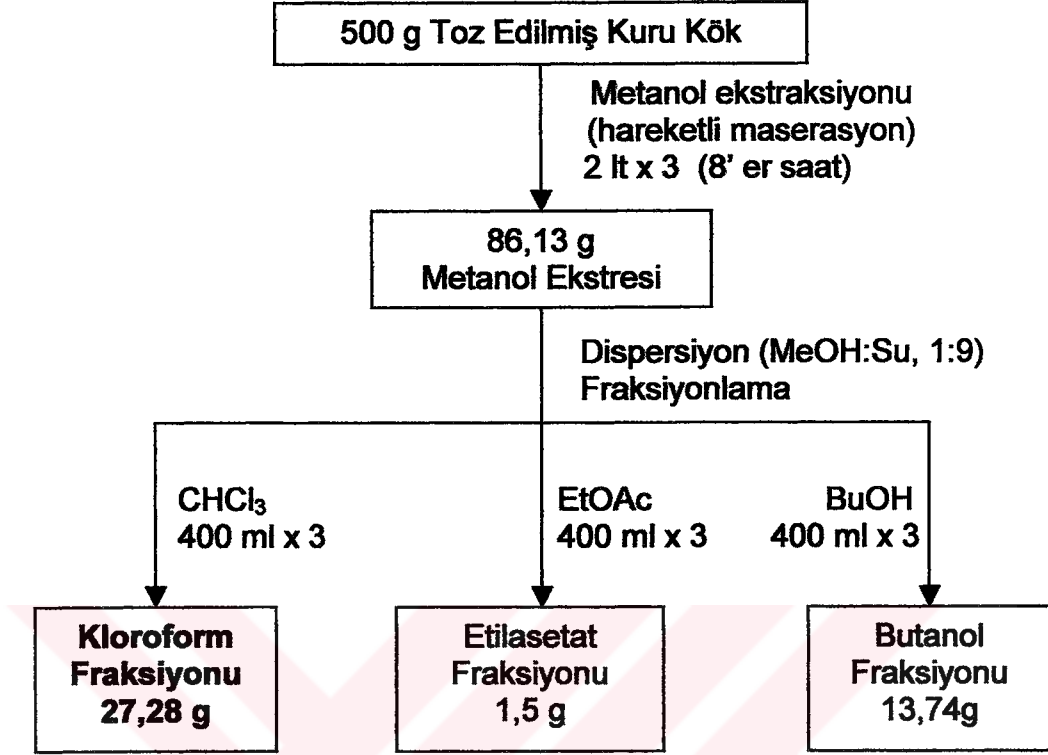 500 g Toz Edilmiş Kuru Kök
Metanol ekstraksiyonu
(hareketli maserasyon)
2 lt x 3 (8' er saat)
86,13 g
Metanol Ekstresi
Dispersiyon (MeOH:Su, 1:9)
Fraksiyonlama
CHCl₃
400 ml x 3
EtOAc
400 ml x 3
BuOH
400 ml x 3
Kloroform
Fraksiyonu
27,28 g
Etilasetat
Fraksiyonu
1,5 g
Butanol
Fraksiyonu
13,74g